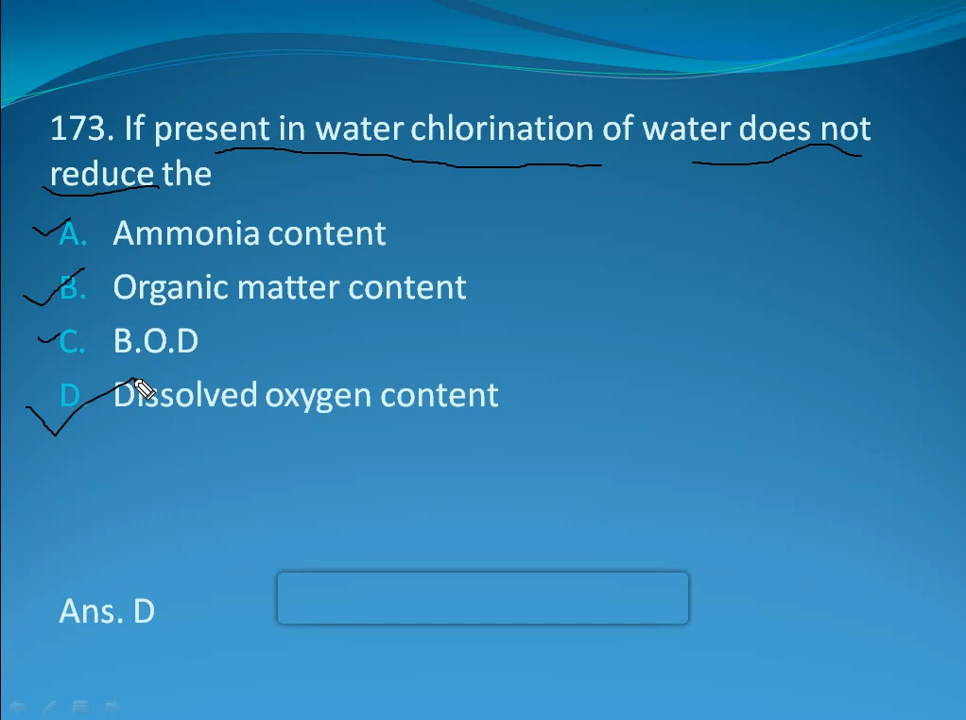 173. If present in water chlorination of water does not
reduce the
A. Ammonia content
B. Organic matter content
C. B.O.D
D Dissolved oxygen content
Ans. D